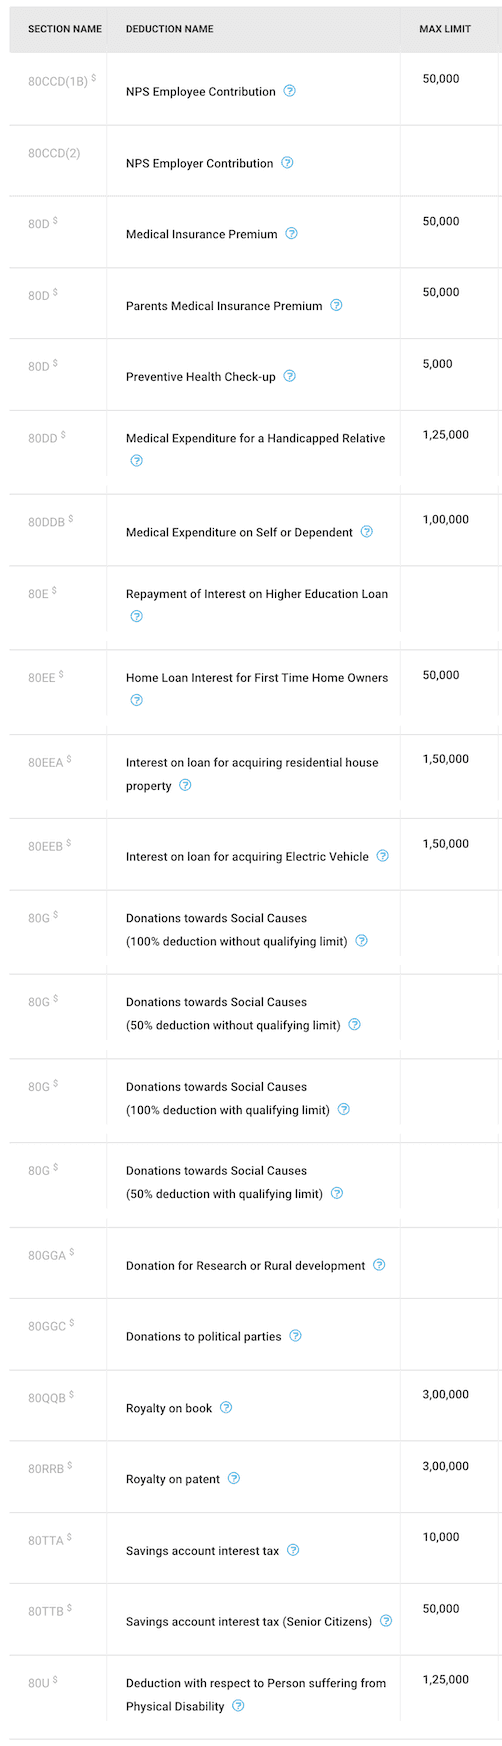 SECTION NAME DEDUCTION NAME MAX LIMIT
80CCD(1B) $ 50,000
NPS Employee Contribution ?
80CCD(2)
NPS Employer Contribution ?
80D $ 50,000
Medical Insurance Premium ?
80D $ 50,000
Parents Medical Insurance Premium ?
80D $ 5,000
Preventive Health Check-up ?
80DD $ Medical Expenditure for a Handicapped Relative 1,25,000
?
80DDB $ 1,00,000
Medical Expenditure on Self or Dependent ?
80E $ Repayment of Interest on Higher Education Loan
?
80EE $ Home Loan Interest for First Time Home Owners 50,000
?
80EEA $ Interest on loan for acquiring residential house 1,50,000
property ?
80EEB $ 1,50,000
Interest on loan for acquiring Electric Vehicle ?
80G $ Donations towards Social Causes
(100% deduction without qualifying limit) ?
80G $ Donations towards Social Causes
(50% deduction without qualifying limit) ?
80G $ Donations towards Social Causes
(100% deduction with qualifying limit) ?
80G $ Donations towards Social Causes
(50% deduction with qualifying limit) ?
80GGA $
Donation for Research or Rural development ?
80GGC $
Donations to political parties ?
80QQB $ 3,00,000
Royalty on book ?
80RRB $ 3,00,000
Royalty on patent ?
80TTA $ 10,000
Savings account interest tax ?
80TTB $ 50,000
Savings account interest tax (Senior Citizens) ?
80U $ Deduction with respect to Person suffering from 1,25,000
Physical Disability ?